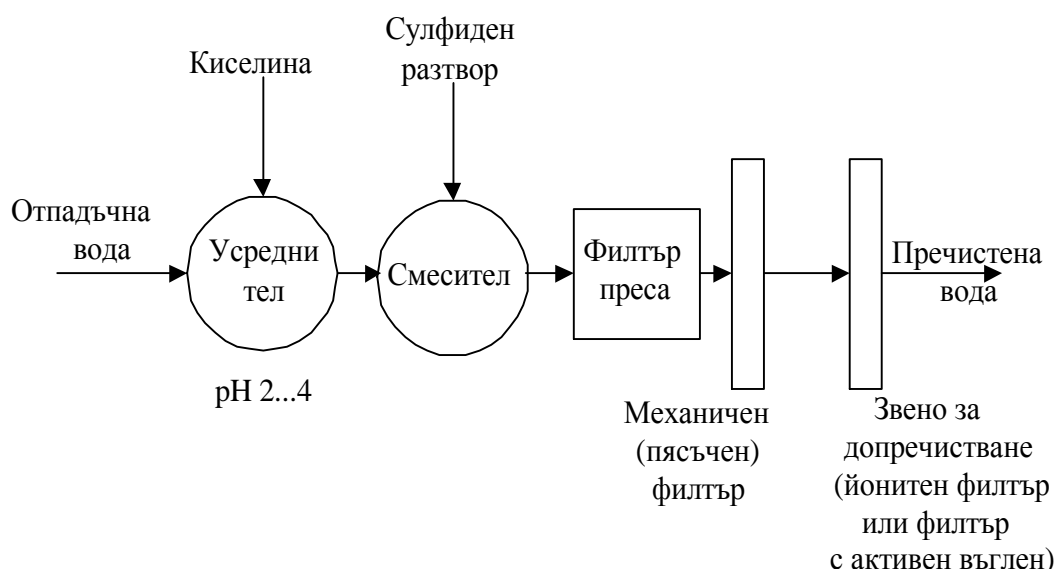 Киселина
Сулфиден
разтвор
Отпадъчна
вода
Усредни
тел
Смесител
Филтър
преса
Пречистена
вода
pH 2...4
Механичен
(пясъчен)
филтър
Звено за
допречистване
(йонитен филтър
или филтър
с активен въглен)